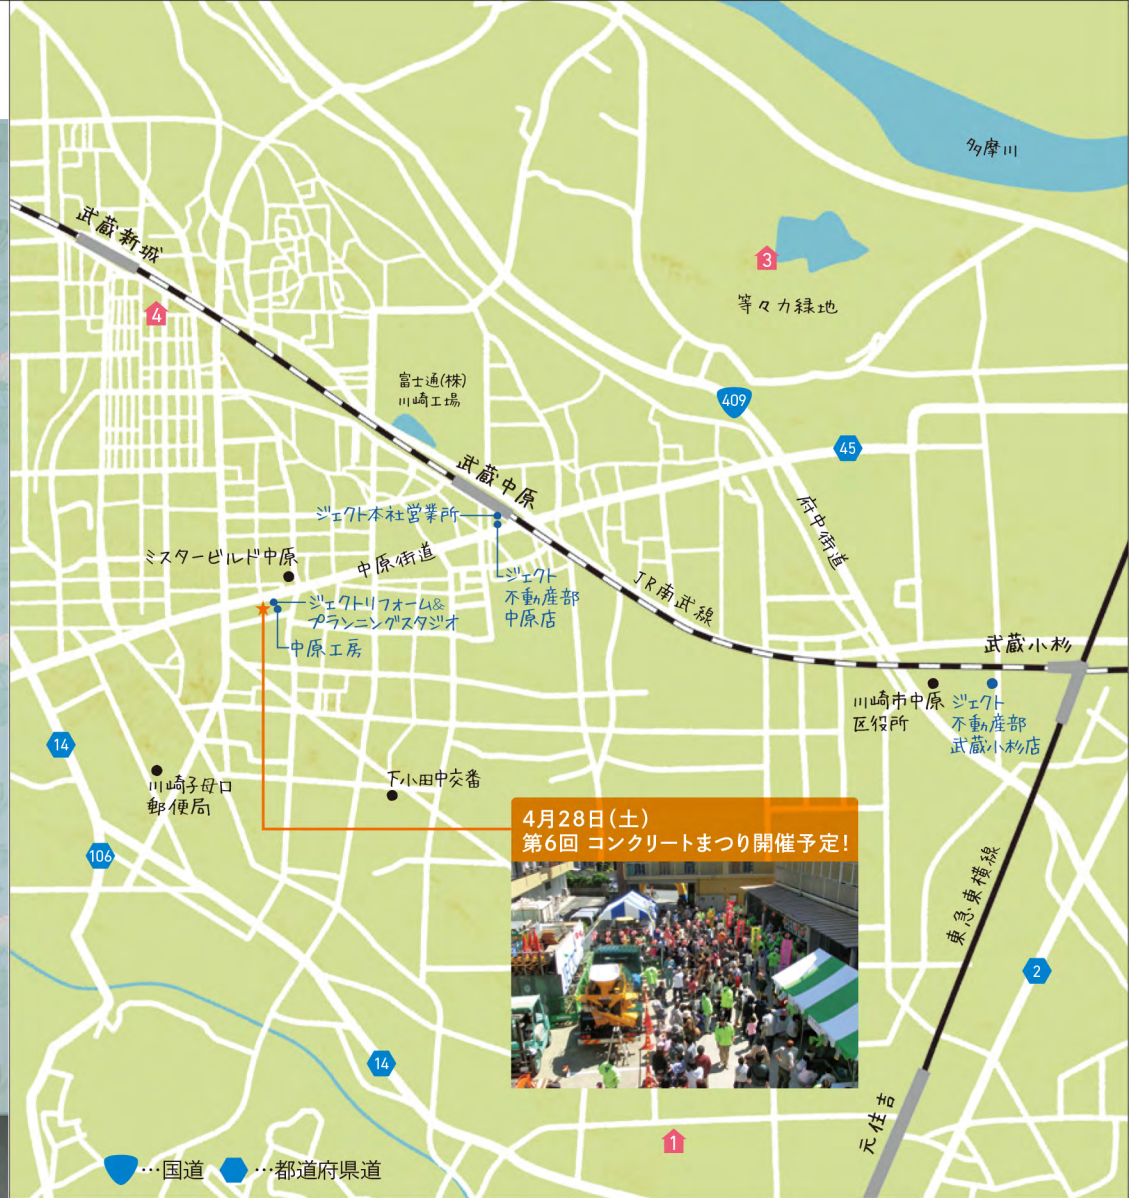 多摩川
武蔵新城
3
等々力緑地
4
富士通(株)
川崎工場
409
45
武蔵中原
府中街道
ジェクト本社営業所
中原街道
ミスタービルド中原
ジェクト
不動産部
中原店
JR南武線
ジェクトリフォーム&
プランニングスタジオ
中原工房
武蔵小杉
川崎市中原
区役所
ジェクト
不動産部
武蔵小杉店
14
川崎子母口
郵便局
下小田中交番
4月28日(土)
第6回 コンクリートまつり開催予定!
106
東急東横線
2
14
元住吉
1
…国道
…都道府県道